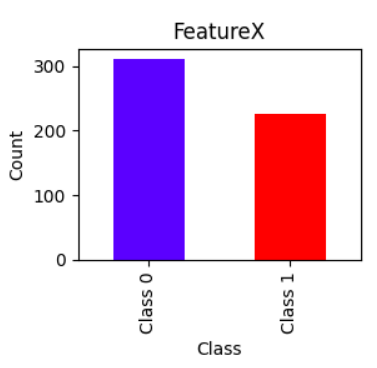 FeatureX
Count
300
200
100
0
Class 0
Class 1
Class